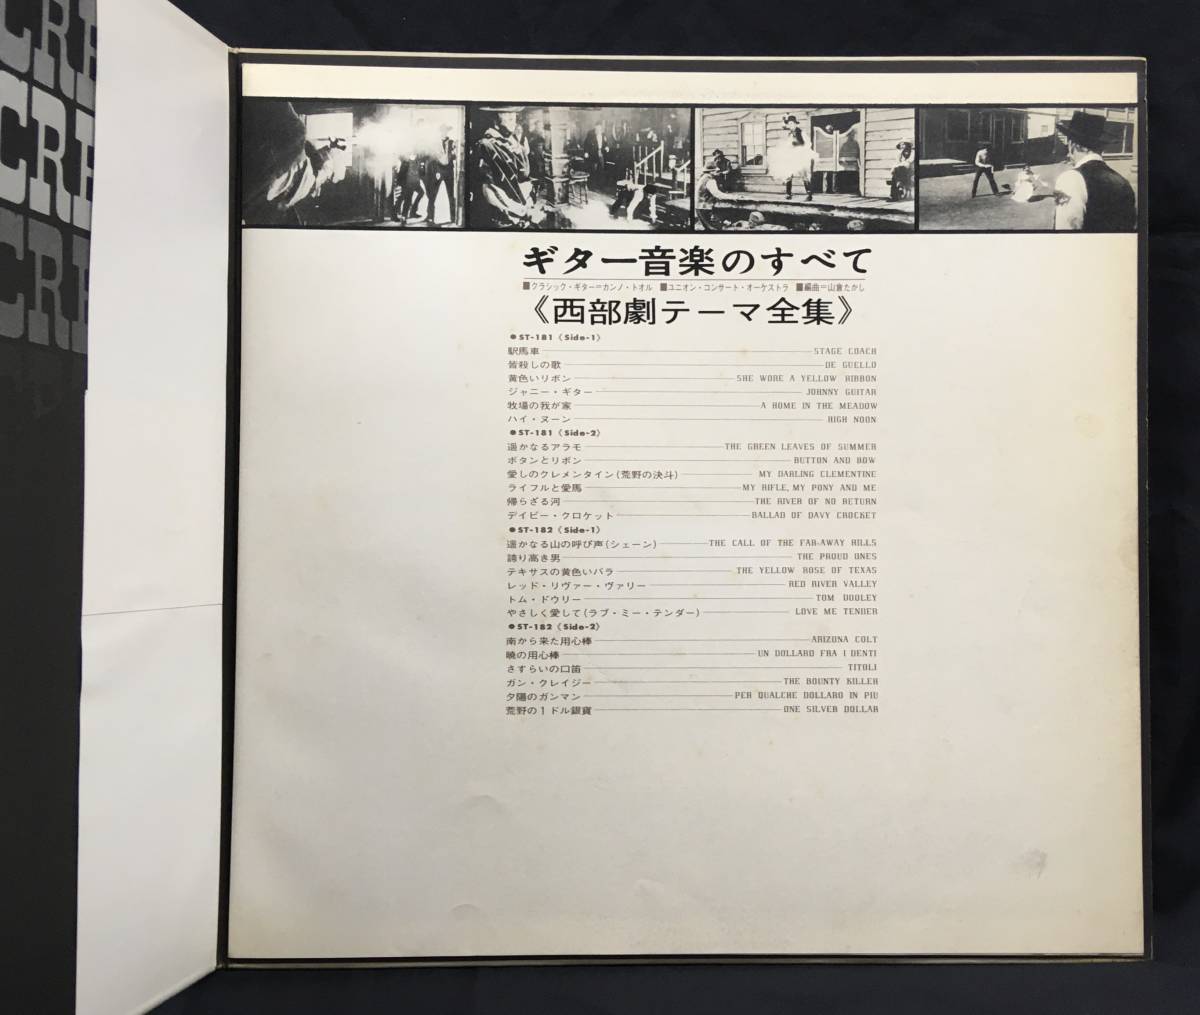 CRE
CRE
CRE
ギター音楽のすべて
■クラシック・ギター=カンノ・トオル ■ユニオン・コンサート・オーケストラ ■編曲=山倉たかし
《西部劇テーマ全集》
●ST-181《Side-1》
駅馬車 STAGE COACH
皆殺しの歌 DE GUELLO
黄色いリボン SHE WORE A YELLOW RIBBON
ジャニー・ギター JOHNNY GUITAR
牧場の我が家 A HOME IN THE MEADOW
ハイ・ヌーン HIGH NOON
●ST-181《Side-2》
遥かなるアラモ THE GREEN LEAVES OF SUMMER
ボタンとリボン BUTTON AND BOW
愛しのクレメンタイン(荒野の決斗) MY DARLING CLEMENTINE
ライフルと愛馬 MY RIFLE, MY PONY AND ME
帰らざる河 THE RIVER OF NO RETURN
デイビー・クロケット BALLAD OF DAVY CROCKET
●ST-182《Side-1》
遥かなる山の呼び声(シェーン) THE CALL OF THE FAR-AWAY HILLS
誇り高き男 THE PROUD ONES
テキサスの黄色いバラ THE YELLOW ROSE OF TEXAS
レッド・リヴァー・ヴァリー RED RIVER VALLEY
トム・ドウリー TOM DOOLEY
やさしく愛して(ラブ・ミー・テンダー) LOVE ME TENDER
●ST-182《Side-2》
南から来た用心棒 ARIZONA COLT
暁の用心棒 UN DOLLARO FRA I DENTI
さすらいの口笛 TITOLI
ガン・クレイジー THE BOUNTY KILLER
夕陽のガンマン PER QUALCHE DOLLARO IN PIU
荒野の1ドル銀貨 ONE SILVER DOLLAR